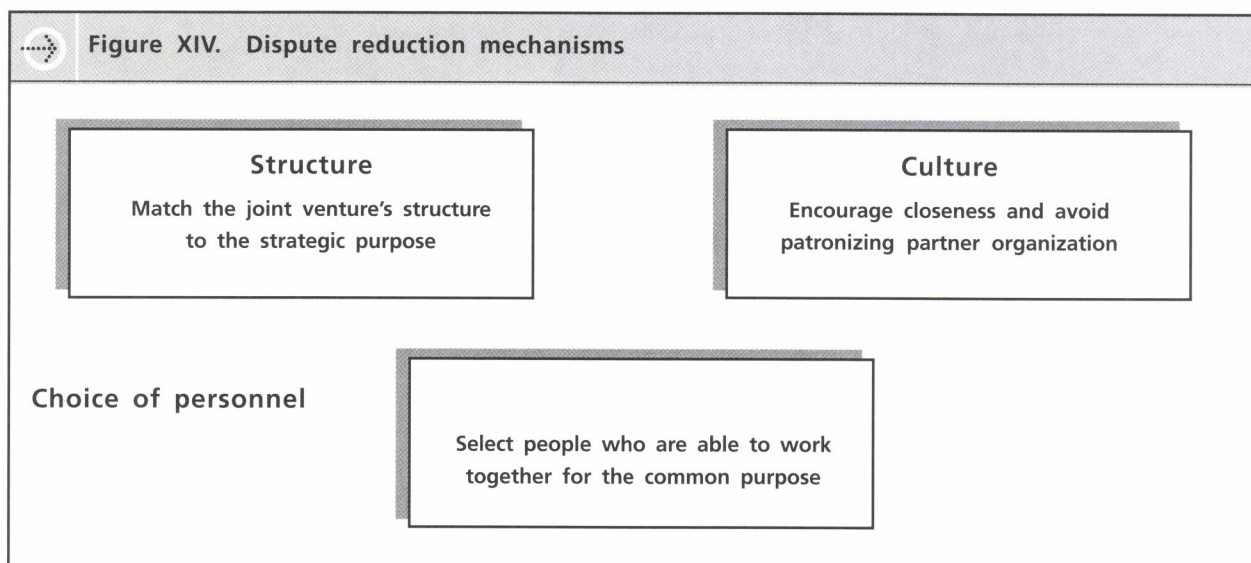 Figure XIV. Dispute reduction mechanisms
Structure
Match the joint venture's structure
to the strategic purpose
Culture
Encourage closeness and avoid
patronizing partner organization
Choice of personnel
Select people who are able to work
together for the common purpose